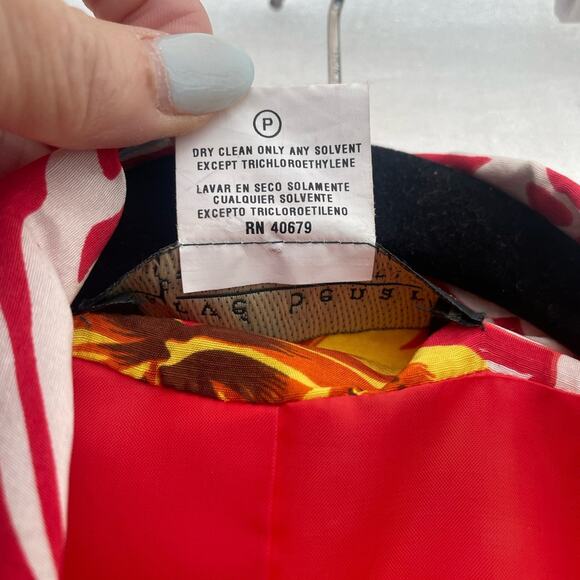 P
DRY CLEAN ONLY ANY SOLVENT
EXCEPT TRICHLOROETHYLENE
LAVAR EN SECO SOLAMENTE
CUALQUIER SOLVENTE
EXCEPTO TRICLOROETILENO
RN 40679